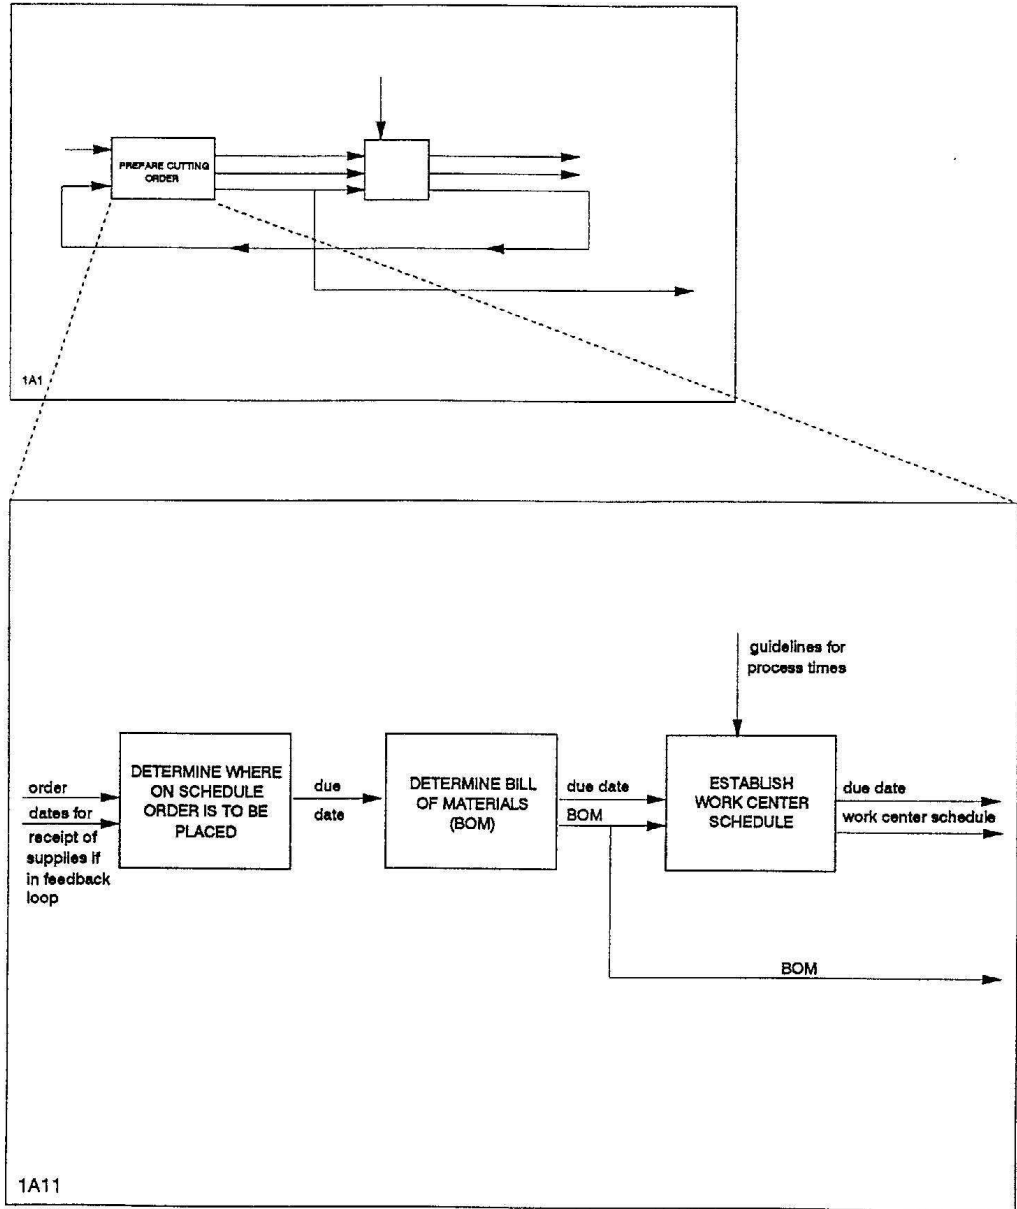 PREPARE CUTTING
ORDER
1A1
guidelines for
process times
order
dates for
receipt of
supplies if
in feedback
loop
DETERMINE WHERE
ON SCHEDULE
ORDER IS TO BE
PLACED
due
date
DETERMINE BILL
OF MATERIALS
(BOM)
due date
BOM
ESTABLISH
WORK CENTER
SCHEDULE
due date
work center schedule
BOM
1A11